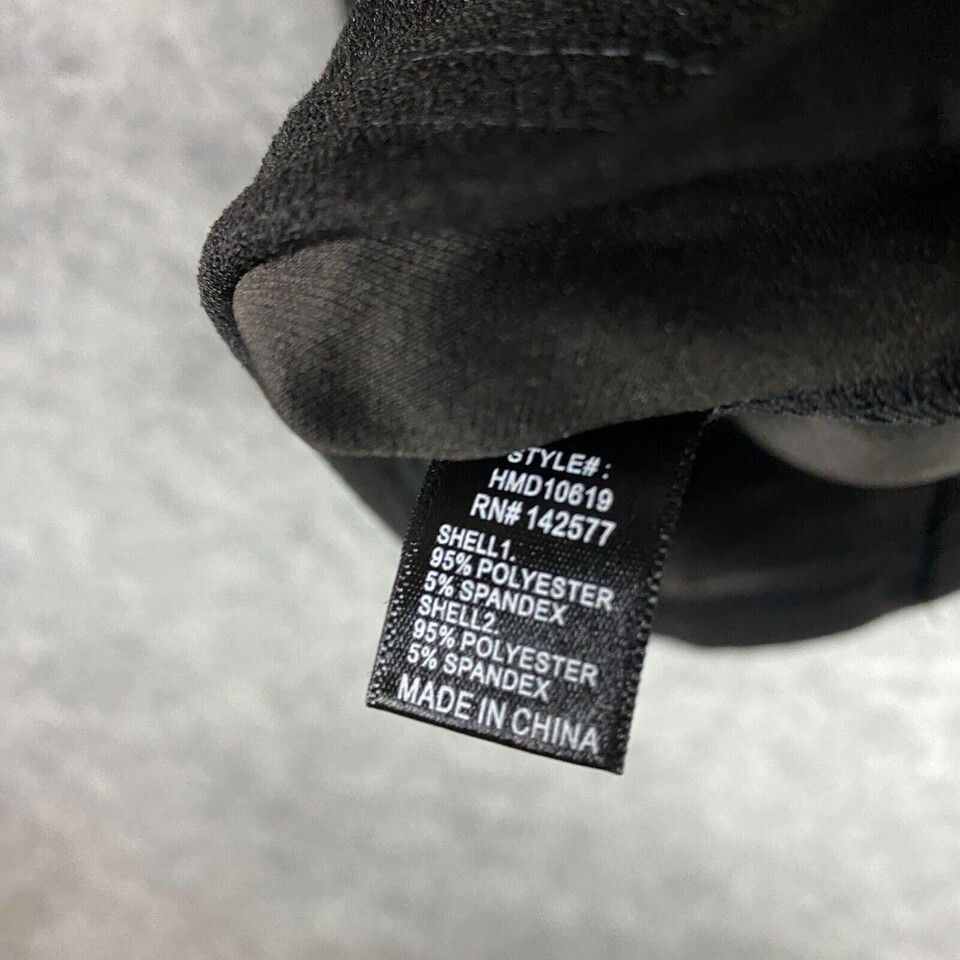 STYLE#:
HMD10619
RN# 142577
SHELL1.
95% POLYESTER
5% SPANDEX
SHELL2.
95% POLYESTER
5% SPANDEX
MADE IN CHINA